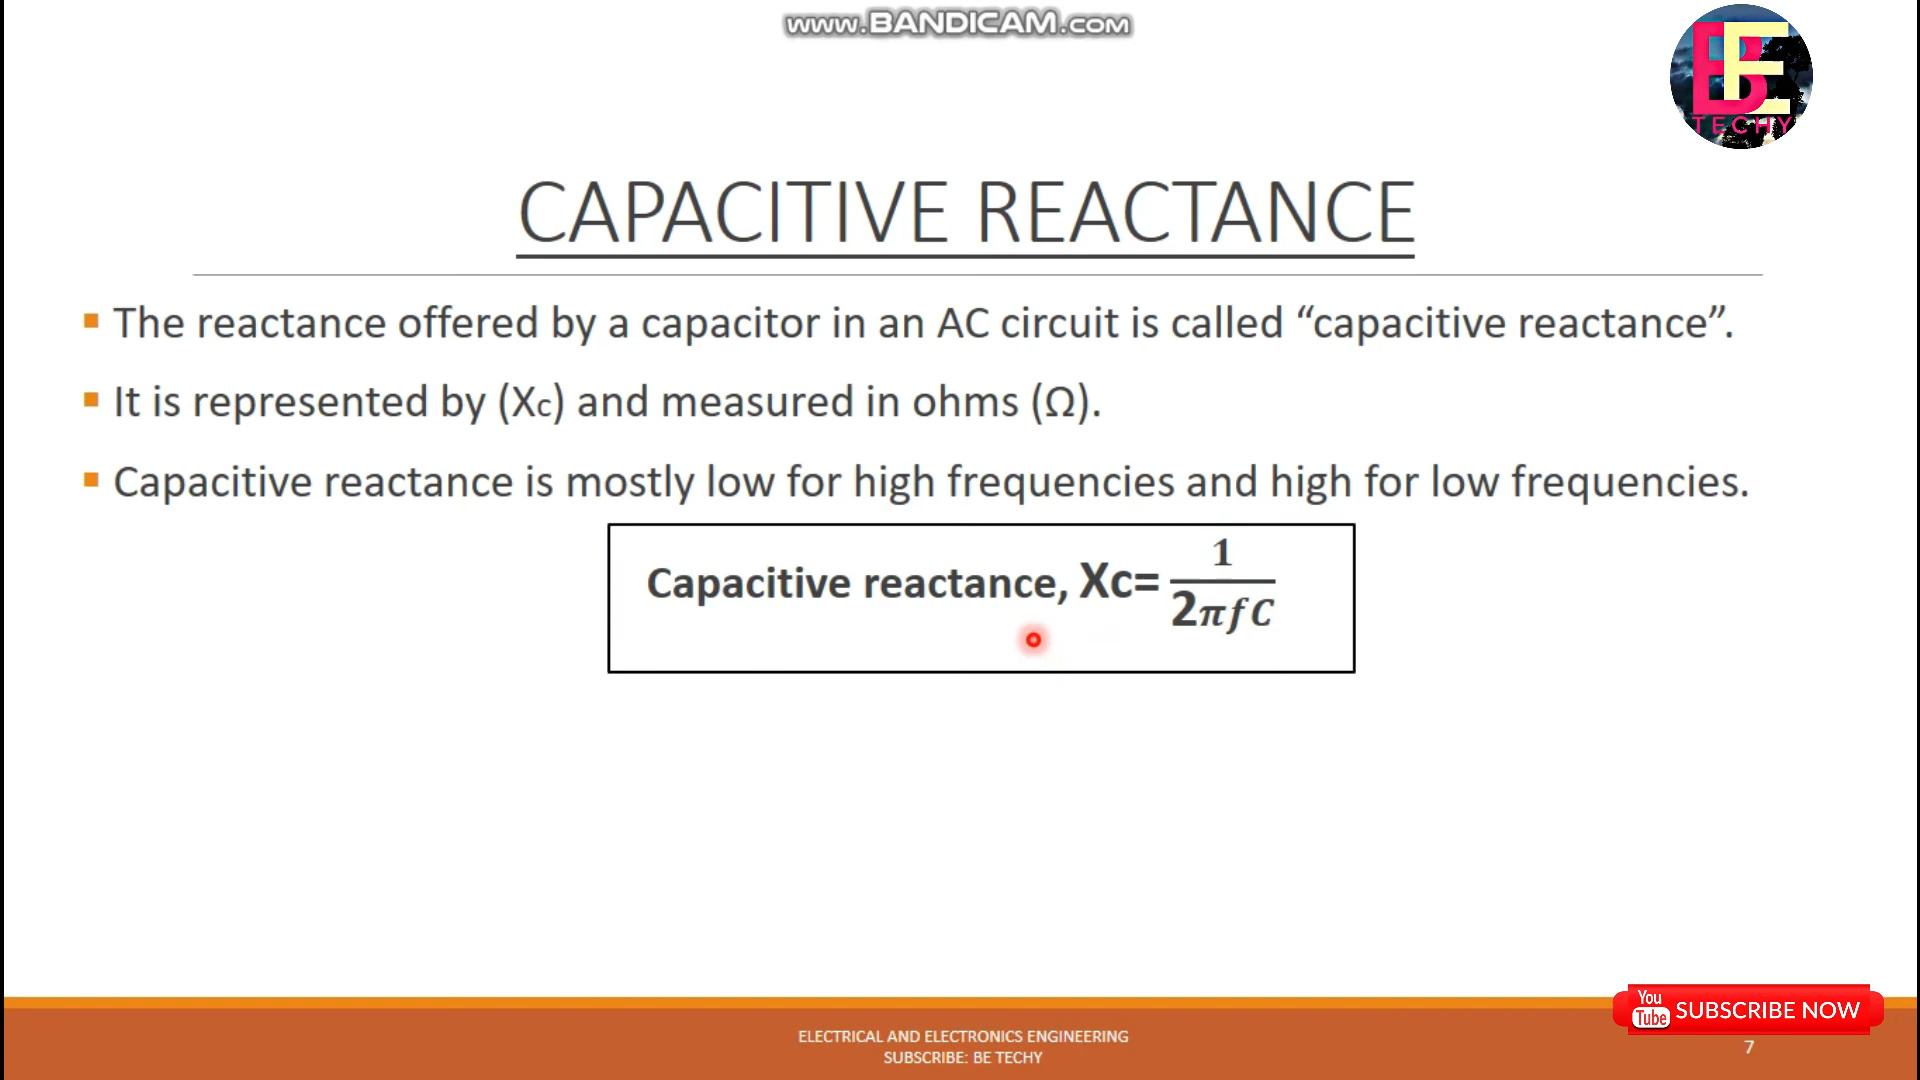 www.BANDICAM.com
BE
TECHY
CAPACITIVE REACTANCE
▪ The reactance offered by a capacitor in an AC circuit is called “capacitive reactance”.
▪ It is represented by (Xc) and measured in ohms (Ω).
▪ Capacitive reactance is mostly low for high frequencies and high for low frequencies.
Capacitive reactance, Xc= 1/2πfC
You Tube SUBSCRIBE NOW
ELECTRICAL AND ELECTRONICS ENGINEERING
SUBSCRIBE: BE TECHY
7